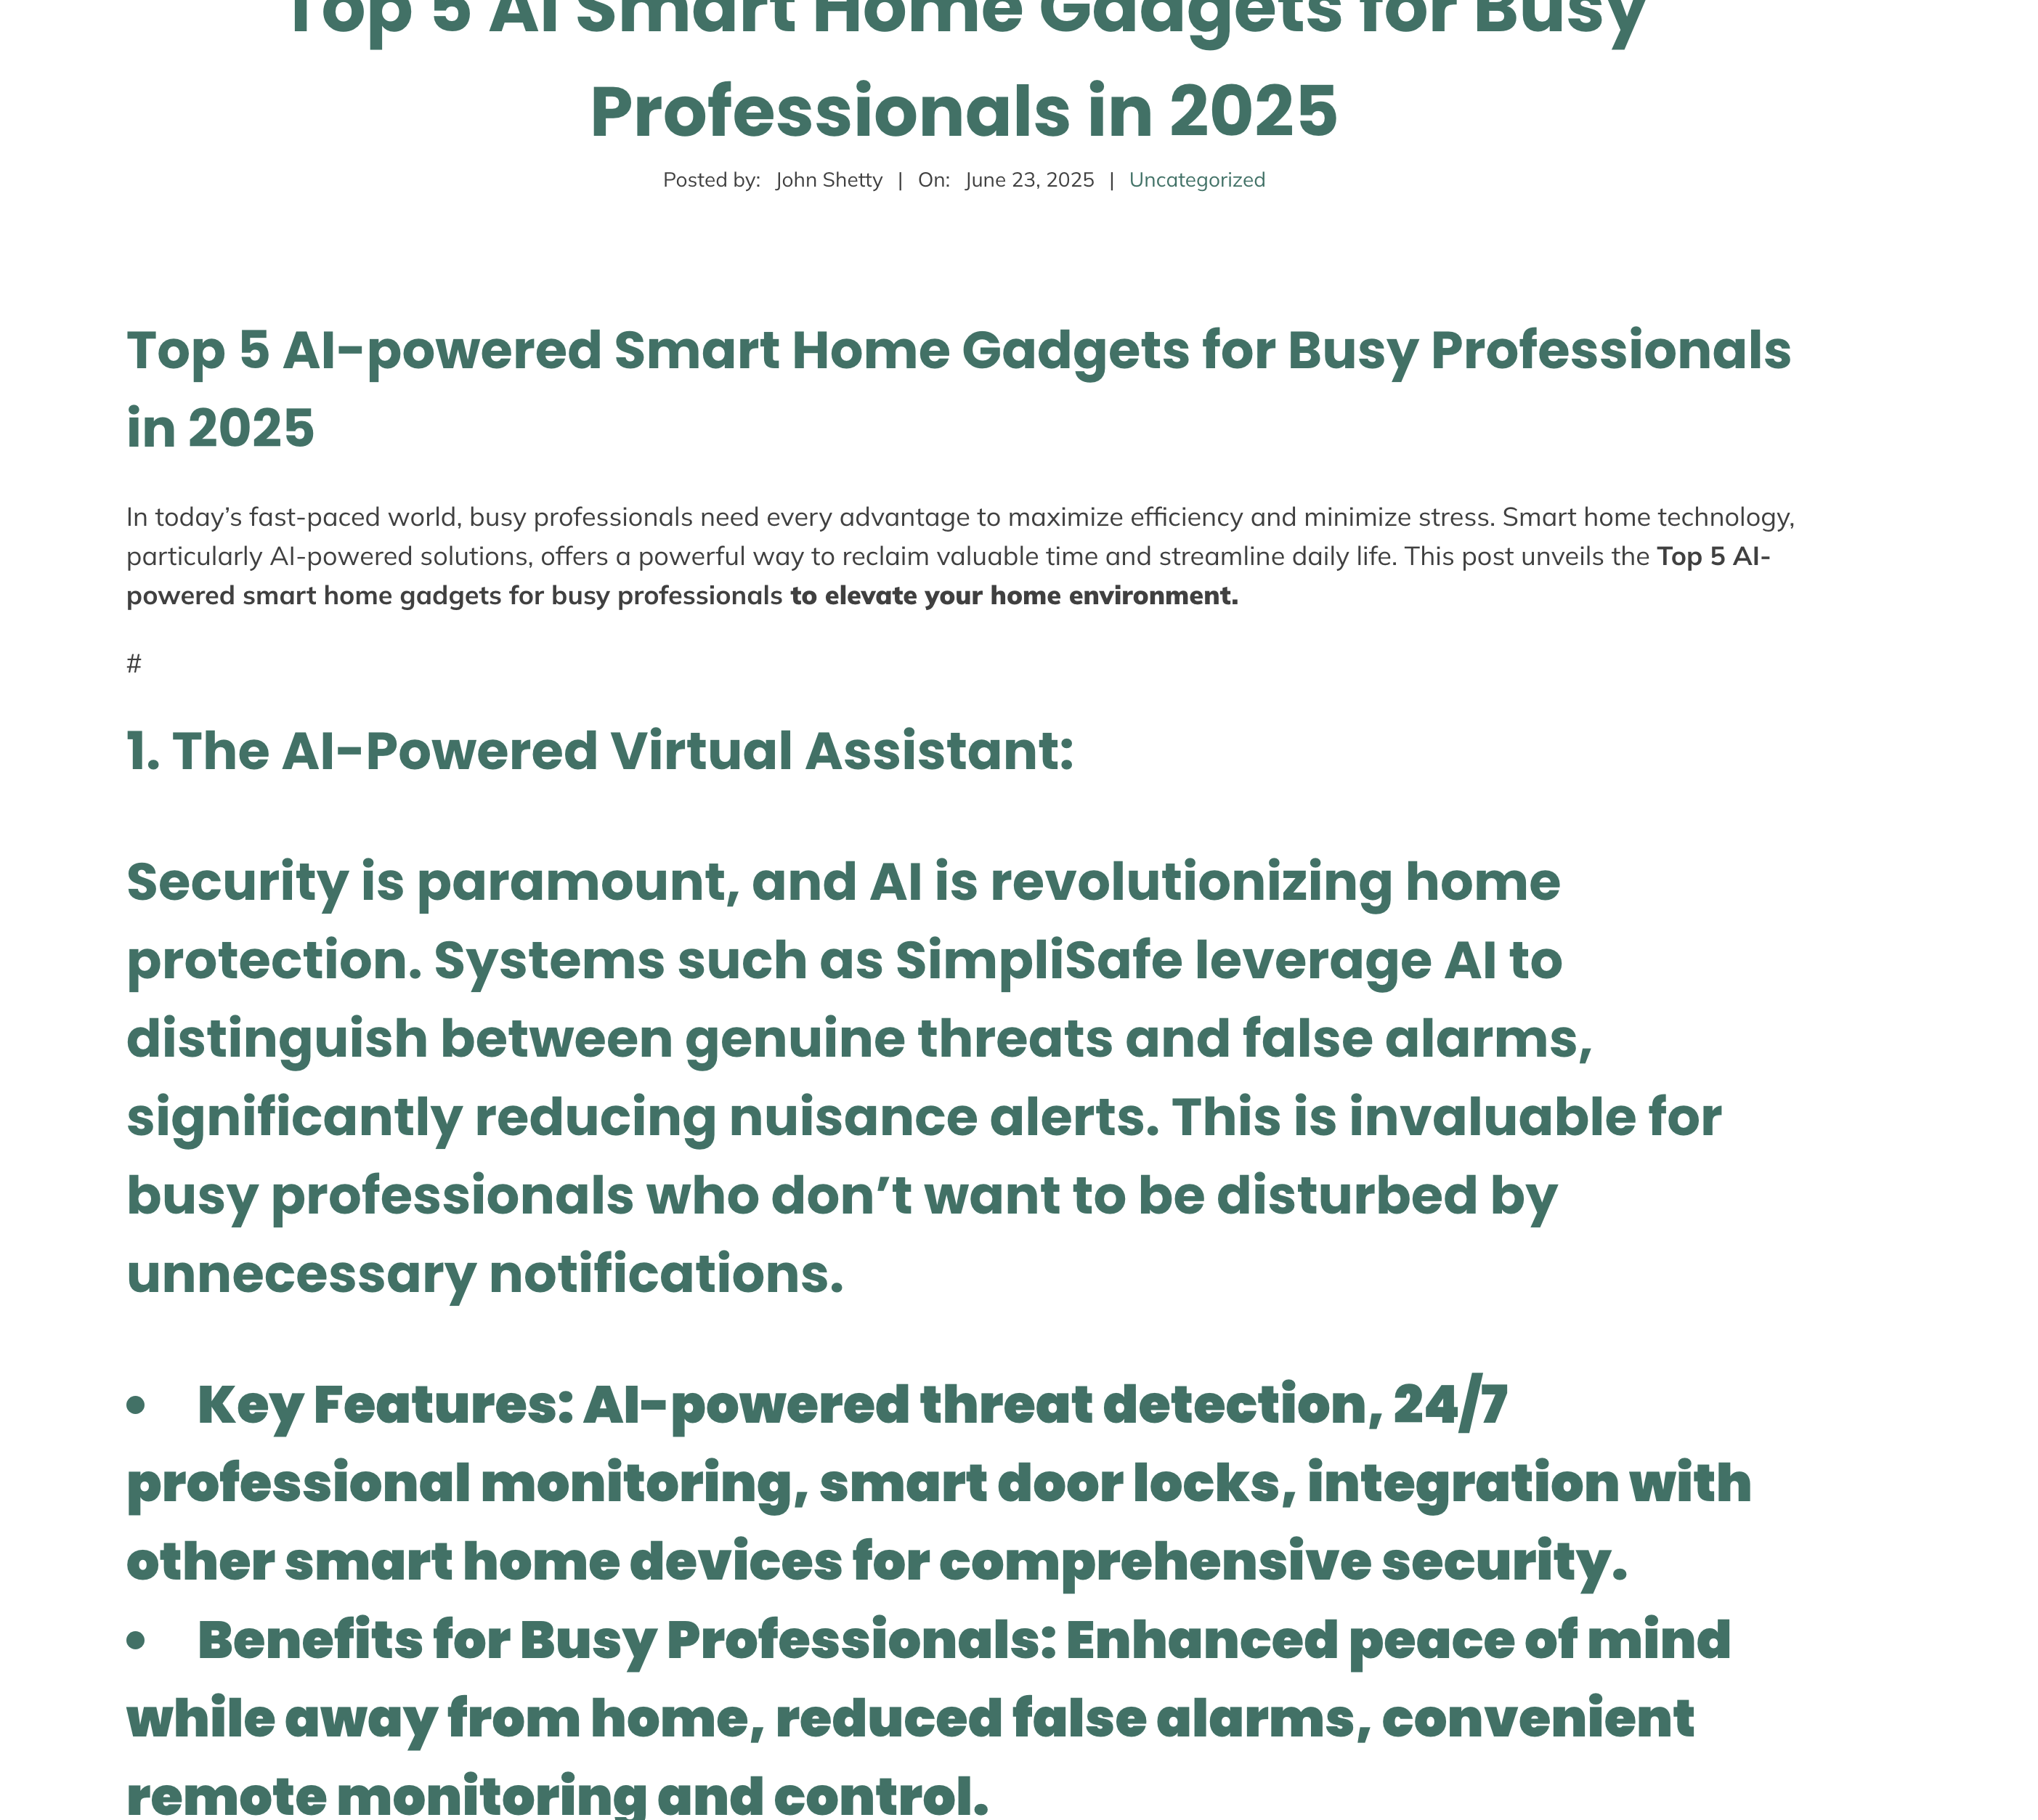 Top 5 AI Smart Home Gadgets for Busy
Professionals in 2025
Posted by: John Shetty | On: June 23, 2025 | Uncategorized
Top 5 AI-powered Smart Home Gadgets for Busy Professionals
in 2025
In today’s fast-paced world, busy professionals need every advantage to maximize efficiency and minimize stress. Smart home technology,
particularly AI-powered solutions, offers a powerful way to reclaim valuable time and streamline daily life. This post unveils the Top 5 AI-
powered smart home gadgets for busy professionals to elevate your home environment.
#
1. The AI-Powered Virtual Assistant:
Security is paramount, and AI is revolutionizing home
protection. Systems such as SimpliSafe leverage AI to
distinguish between genuine threats and false alarms,
significantly reducing nuisance alerts. This is invaluable for
busy professionals who don’t want to be disturbed by
unnecessary notifications.
• Key Features: AI-powered threat detection, 24/7
professional monitoring, smart door locks, integration with
other smart home devices for comprehensive security.
• Benefits for Busy Professionals: Enhanced peace of mind
while away from home, reduced false alarms, convenient
remote monitoring and control.